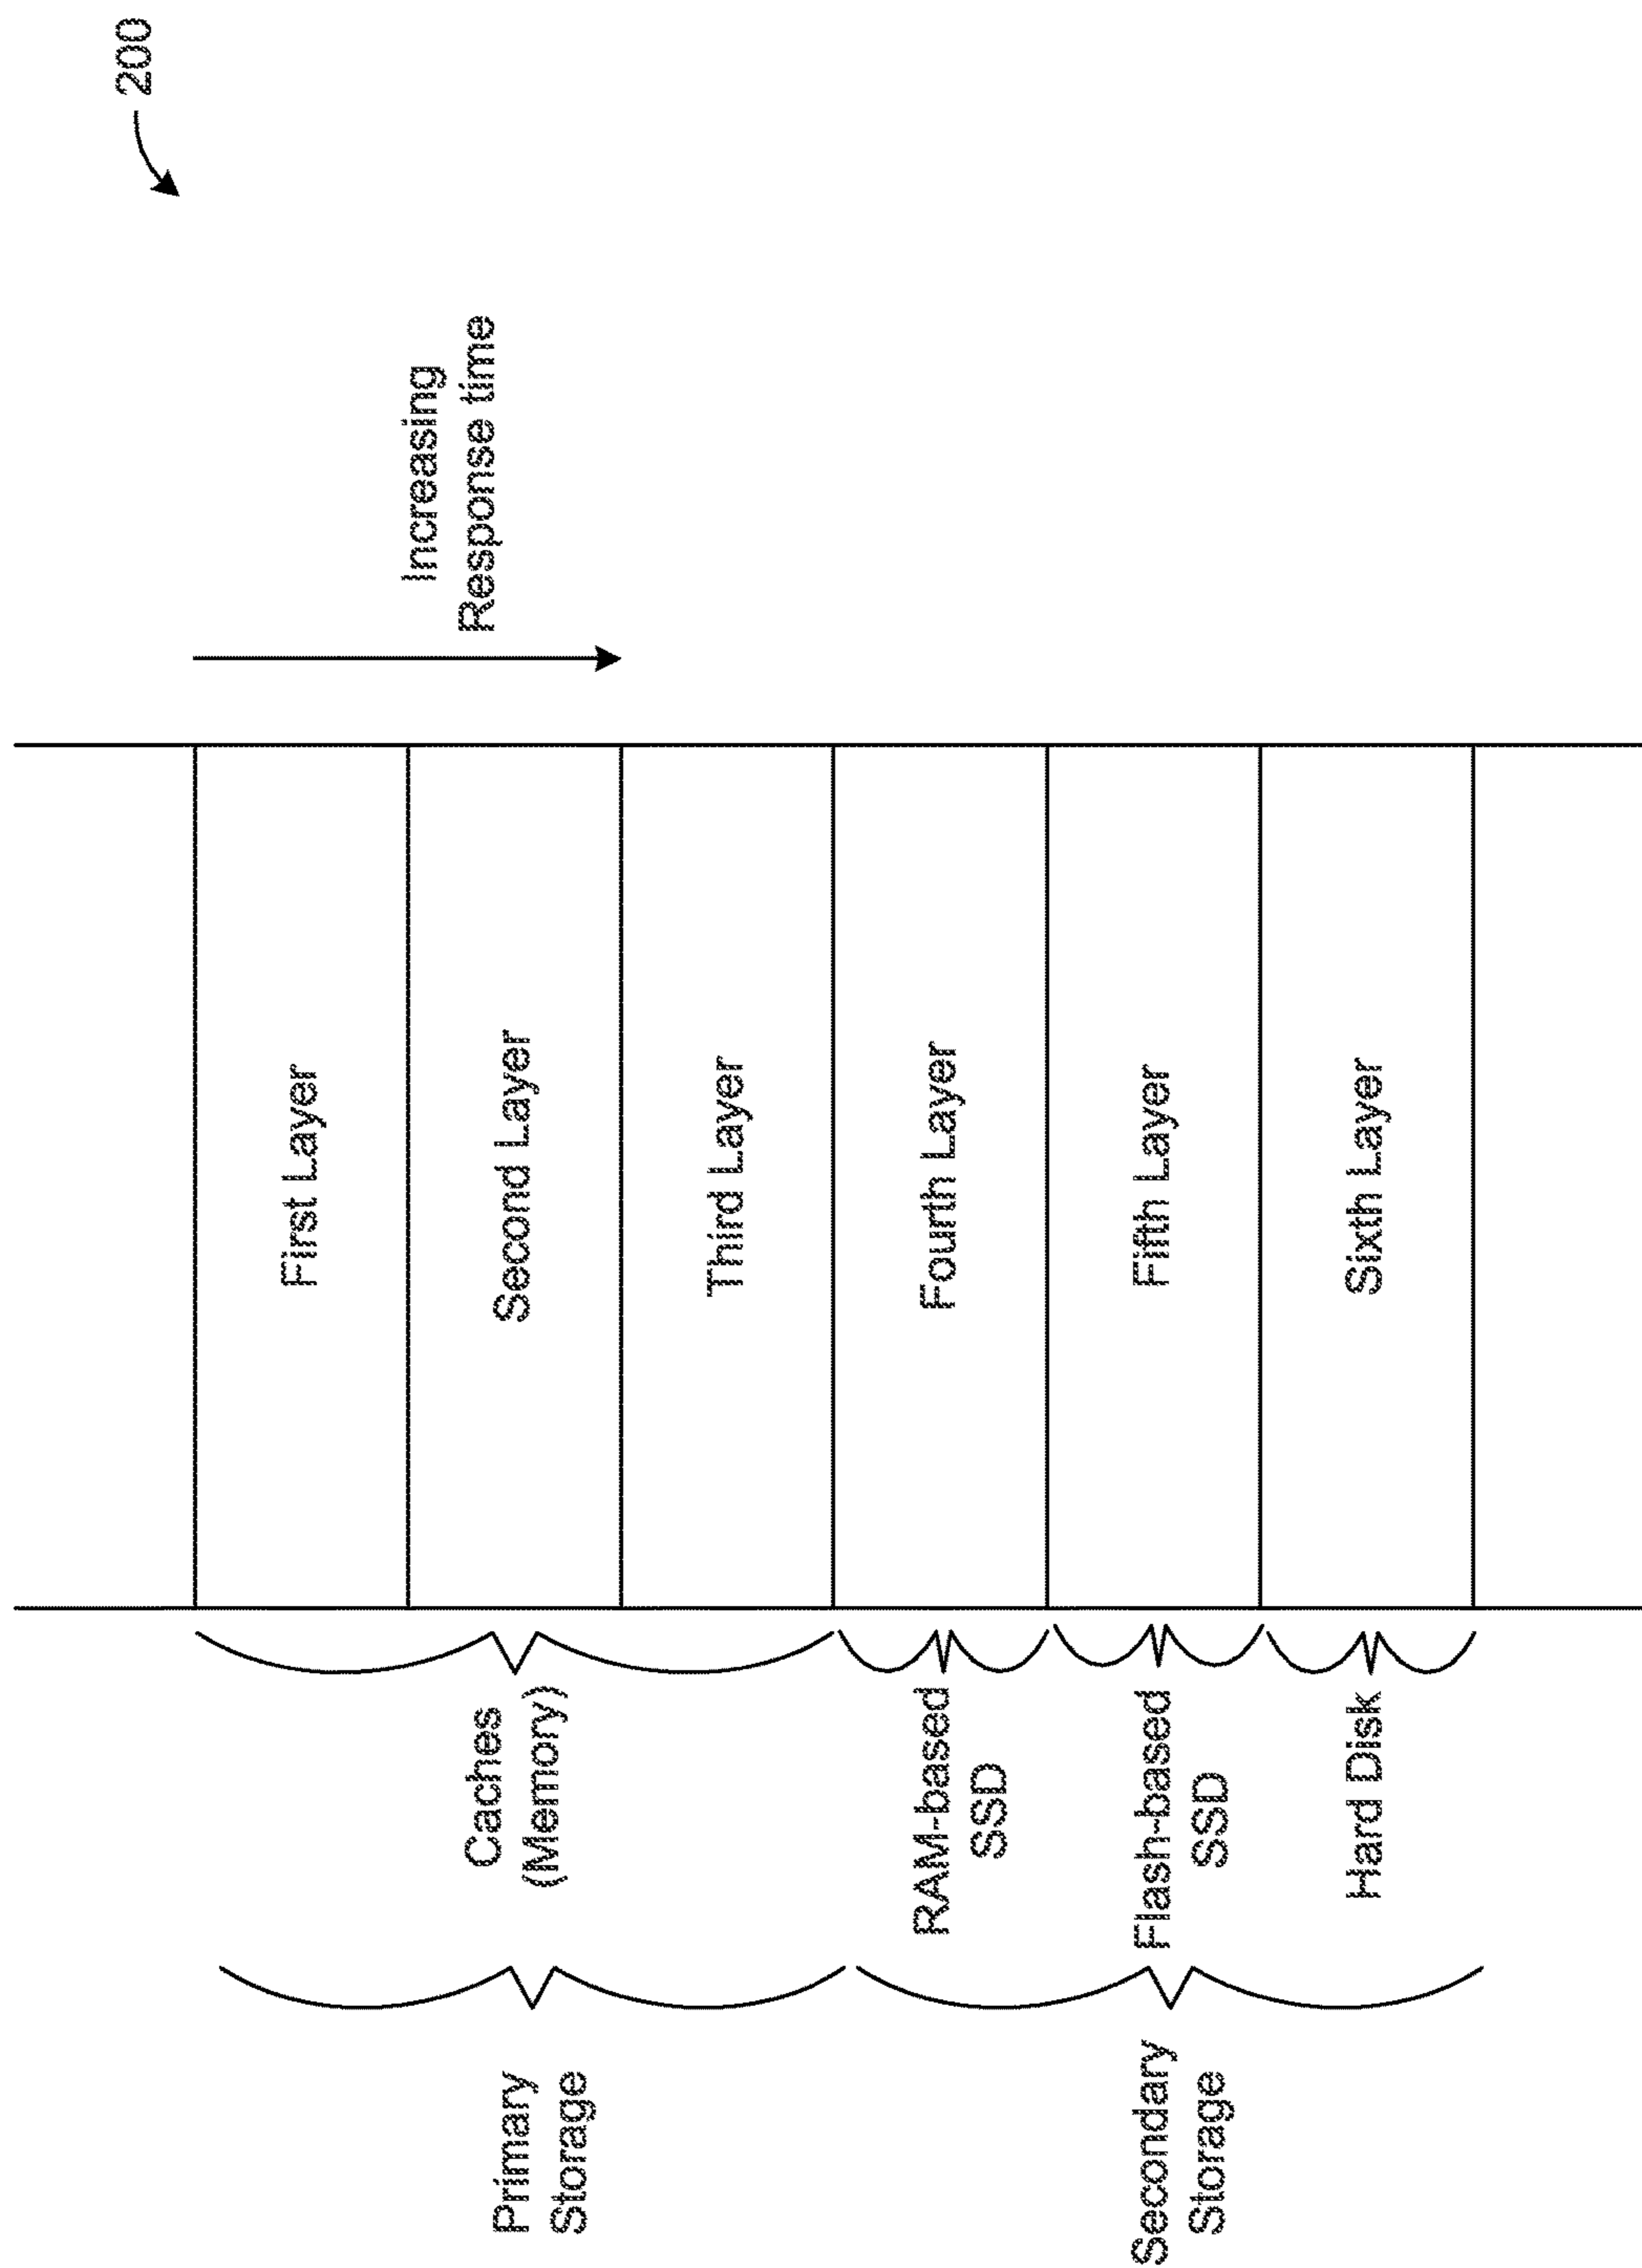 200
Increasing
Response time
First Layer
Second Layer
Third Layer
Fourth Layer
Fifth Layer
Sixth Layer
Caches
(Memory)
RAM-based
SSD
Flash-based
SSD
Hard Disk
Primary
Storage
Secondary
Storage